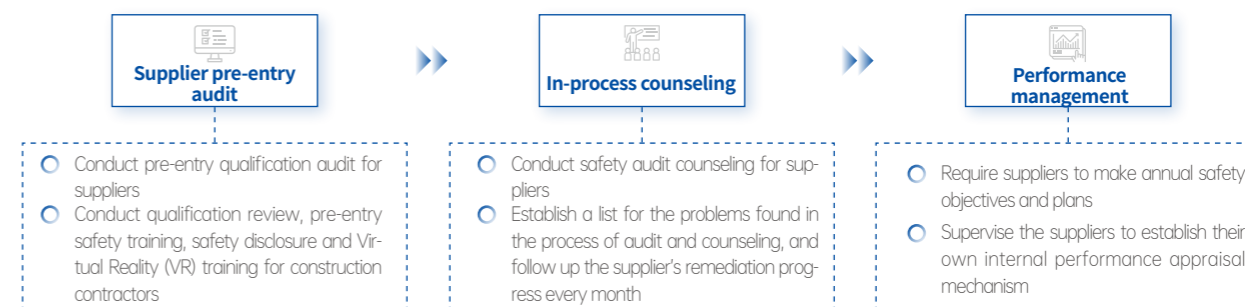 Supplier pre-entry
audit
Conduct pre-entry qualification audit for
suppliers
Conduct qualification review, pre-entry
safety training, safety disclosure and Vir-
tual Reality (VR) training for construction
contractors
In-process counseling
Conduct safety audit counseling for sup-
pliers
Establish a list for the problems found in
the process of audit and counseling, and
follow up the supplier's remediation prog-
ress every month
Performance
management
Require suppliers to make annual safety
objectives and plans
Supervise the suppliers to establish their
own internal performance appraisal
mechanism